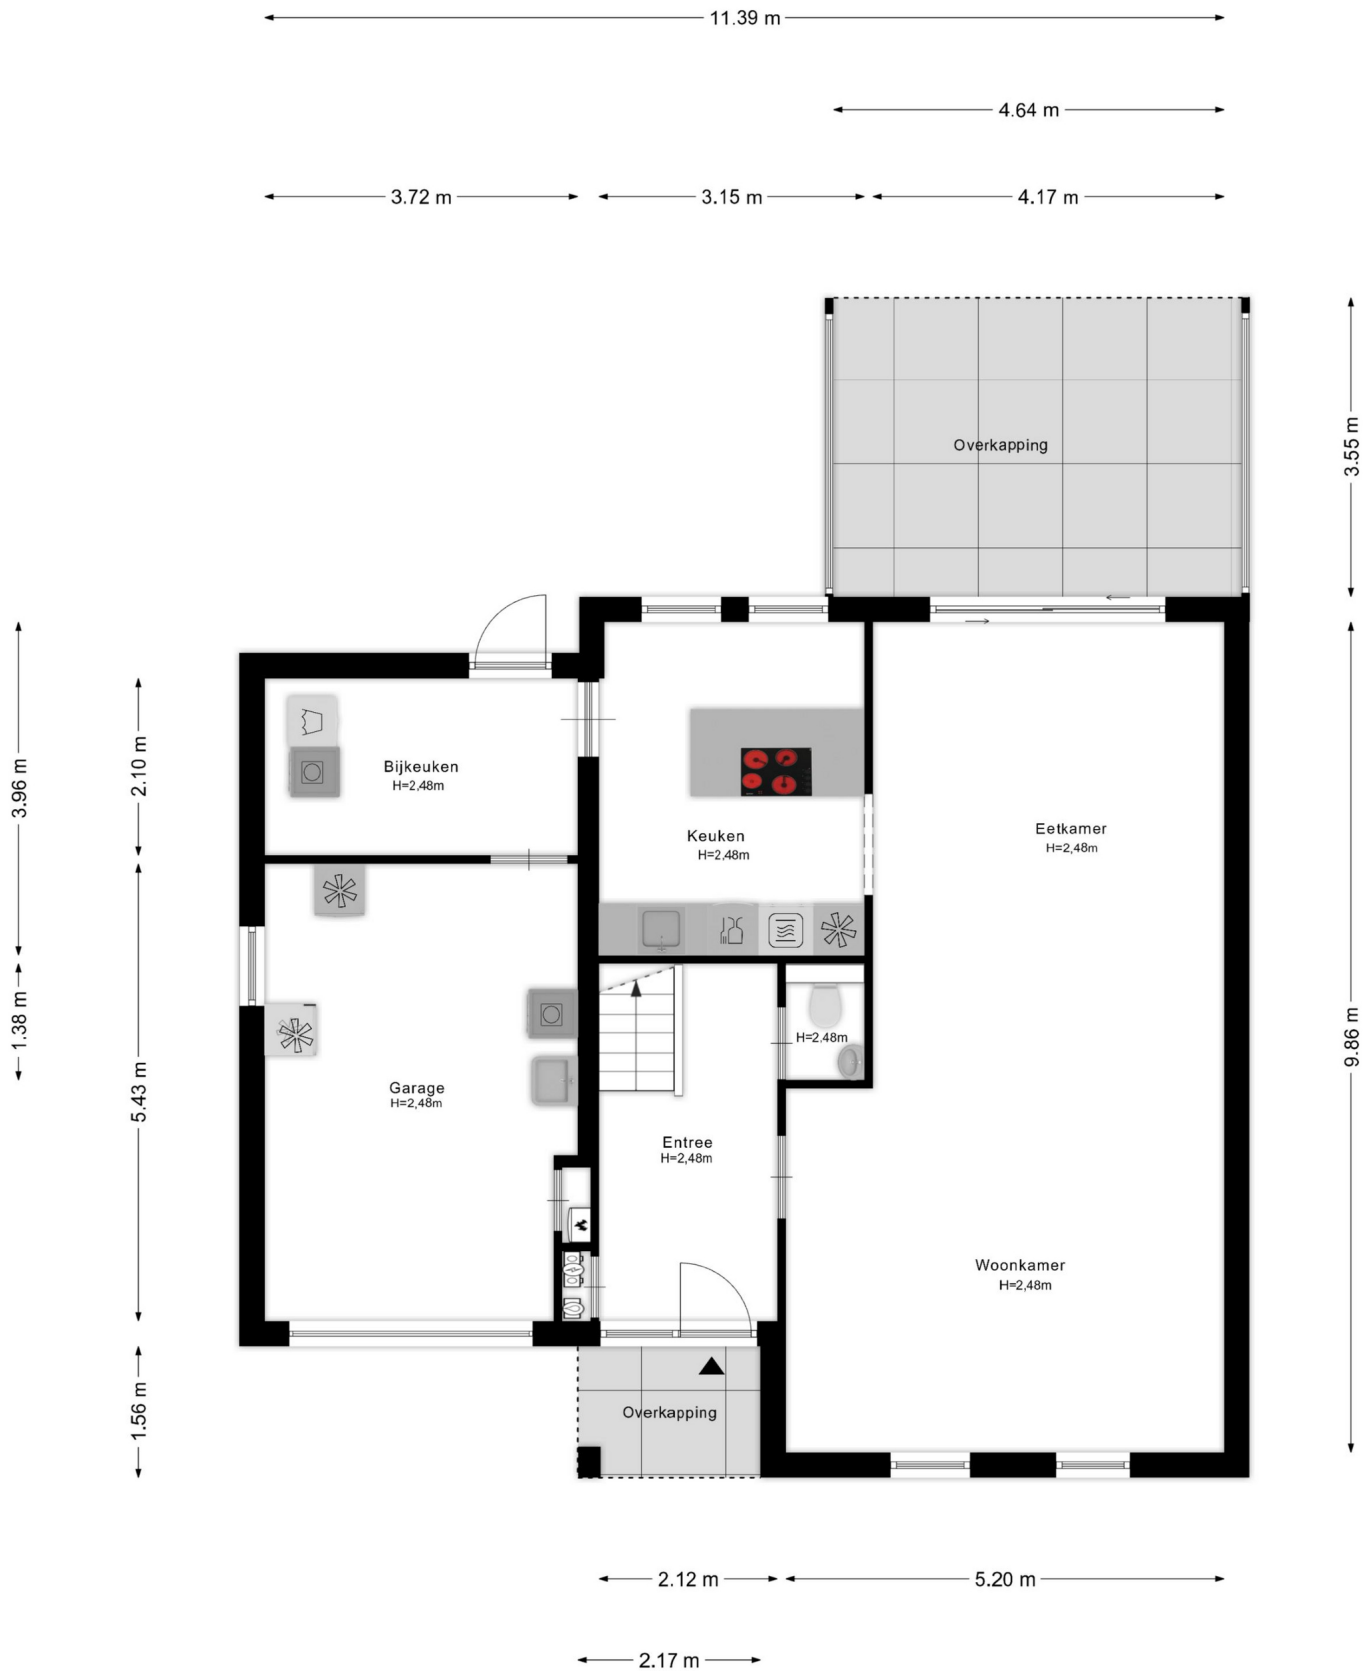 11.39 m
4.64 m
3.72 m
3.15 m
4.17 m
3.55 m
Overkapping
3.96 m
2.10 m
Bijkeuken
H=2,48m
Keuken
H=2,48m
Eetkamer
H=2,48m
1.38 m
5.43 m
9.86 m
H=2,48m
Garage
H=2,48m
Entree
H=2,48m
Woonkamer
H=2,48m
1.56 m
Overkapping
2.12 m
5.20 m
2.17 m